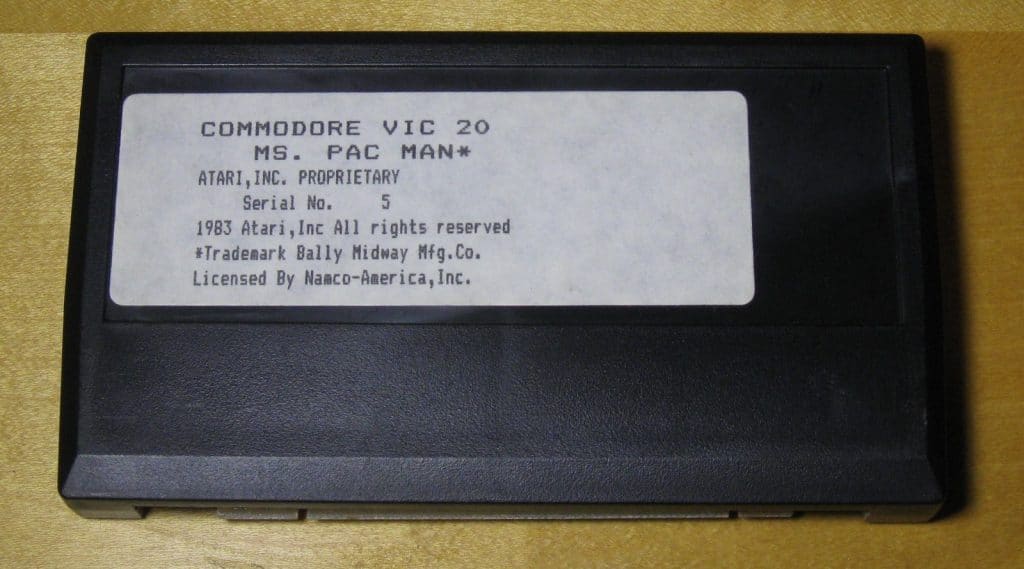 COMMODORE VIC 20
MS. PAC MAN*
ATARI,INC. PROPRIETARY
Serial No. 5
1983 Atari,Inc All rights reserved
*Trademark Bally Midway Mfg.Co.
Licensed By Namco-America,Inc.